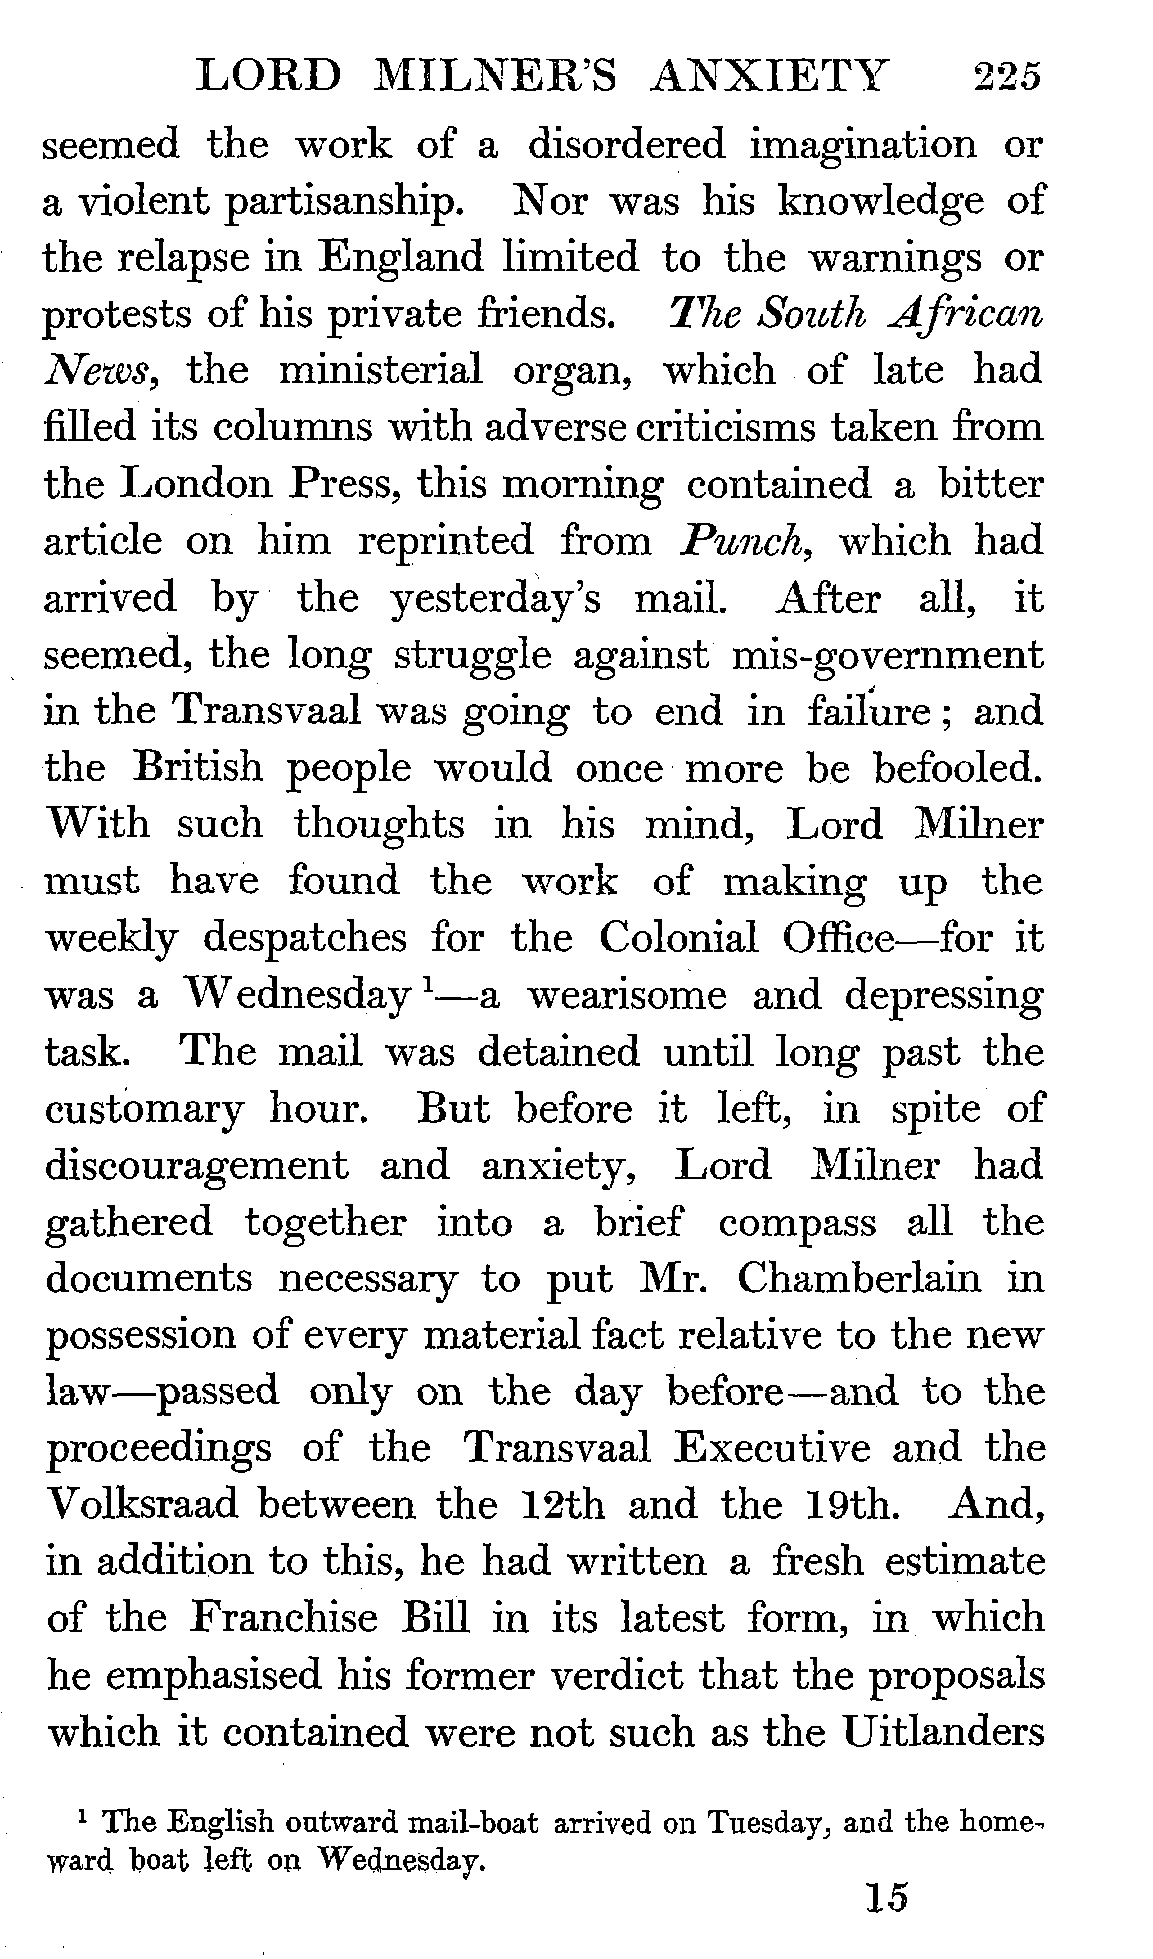 LORD MILNER'S ANXIETY 225
seemed the work of a disordered imagination or
a violent partisanship. Nor was his knowledge of
the relapse in England limited to the warnings or
protests of his private friends. The South African
News, the ministerial organ, which of late had
filled its columns with adverse criticisms taken from
the London Press, this morning contained a bitter
article on him reprinted from Punch, which had
arrived by the yesterday's mail. After all, it
seemed, the long struggle against mis-government
in the Transvaal was going to end in failure; and
the British people would once more be befooled.
With such thoughts in his mind, Lord Milner
must have found the work of making up the
weekly despatches for the Colonial Office—for it
was a Wednesday ¹—a wearisome and depressing
task. The mail was detained until long past the
customary hour. But before it left, in spite of
discouragement and anxiety, Lord Milner had
gathered together into a brief compass all the
documents necessary to put Mr. Chamberlain in
possession of every material fact relative to the new
law—passed only on the day before—and to the
proceedings of the Transvaal Executive and the
Volksraad between the 12th and the 19th. And,
in addition to this, he had written a fresh estimate
of the Franchise Bill in its latest form, in which
he emphasised his former verdict that the proposals
which it contained were not such as the Uitlanders
¹ The English outward mail-boat arrived on Tuesday, and the home-
ward boat left on Wednesday.
15